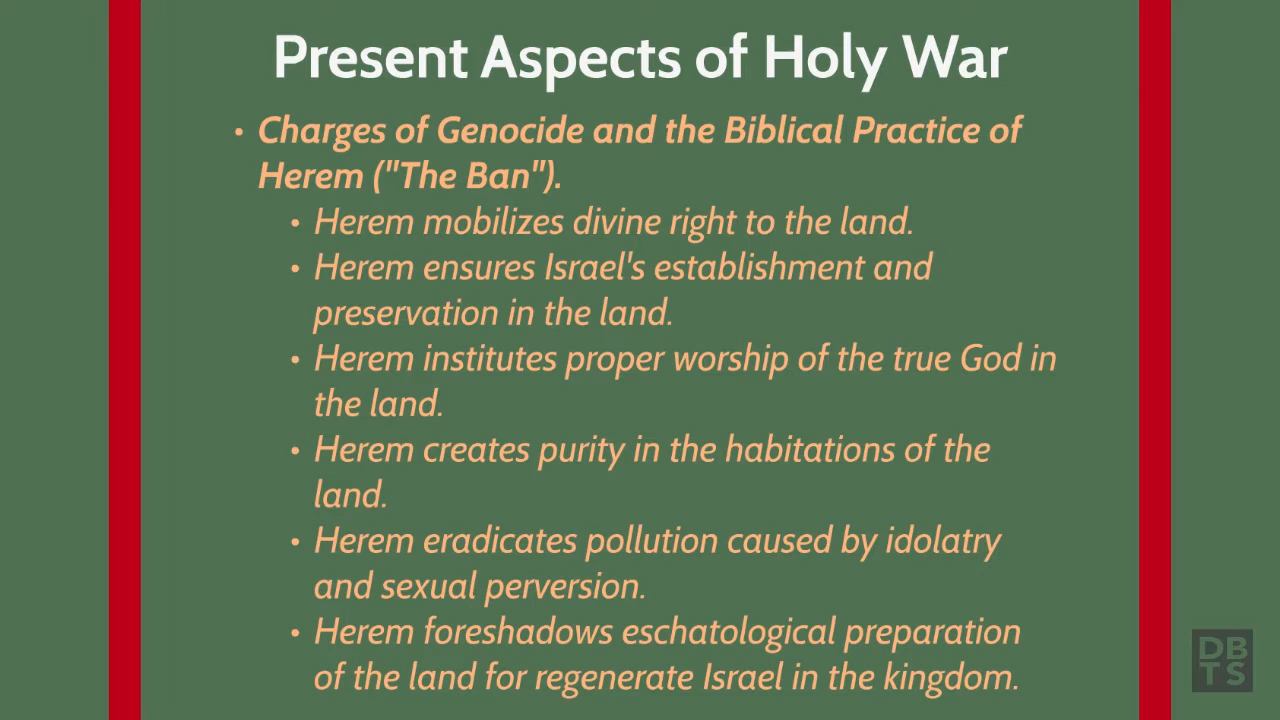 Present Aspects of Holy War
• Charges of Genocide and the Biblical Practice of
Herem ("The Ban").
• Herem mobilizes divine right to the land.
• Herem ensures Israel's establishment and
preservation in the land.
• Herem institutes proper worship of the true God in
the land.
• Herem creates purity in the habitations of the
land.
• Herem eradicates pollution caused by idolatry
and sexual perversion.
• Herem foreshadows eschatological preparation
of the land for regenerate Israel in the kingdom.
DB
TS